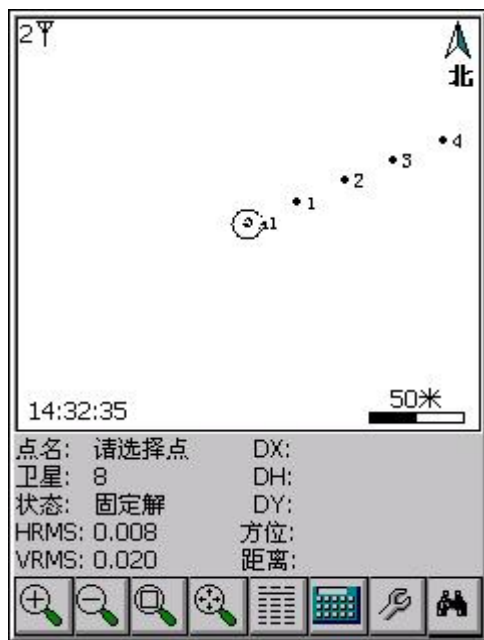 2
北
4
3
2
1
a1
14:32:35
50米
点名: 请选择点 DX:
卫星: 8 DH:
状态: 固定解 DY:
HRMS: 0.008 方位:
VRMS: 0.020 距离: